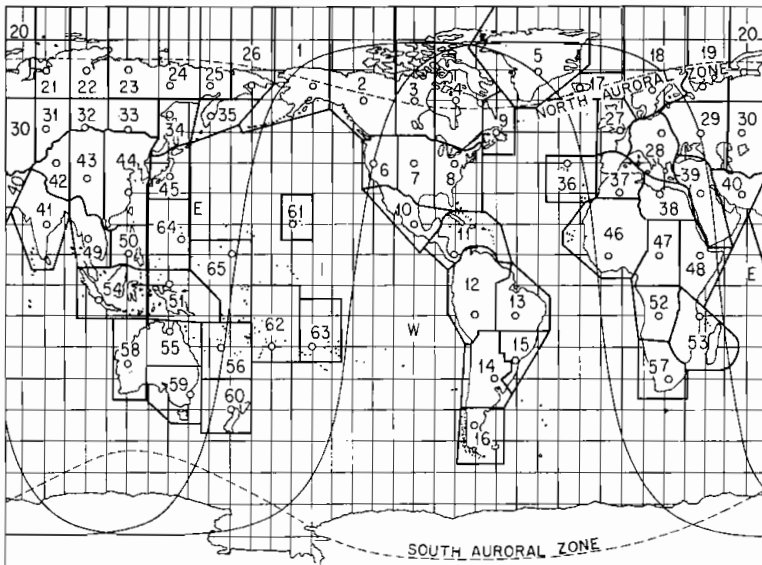 20 1 18 19 20
26 5
21 22 23 24 25 2 3 4 17
NORTH AURORAL ZONE
30 31 32 33 34 35 9 27 28 29 30
40 42 43 44 45 6 7 8 36 37 39 40
41 E 61 10 38
49 50 64 65 11 46 47 48 E
54 51 12 13 52
W 53
55 62 63
58 56 14 15 57
59 60
16
SOUTH AURORAL ZONE